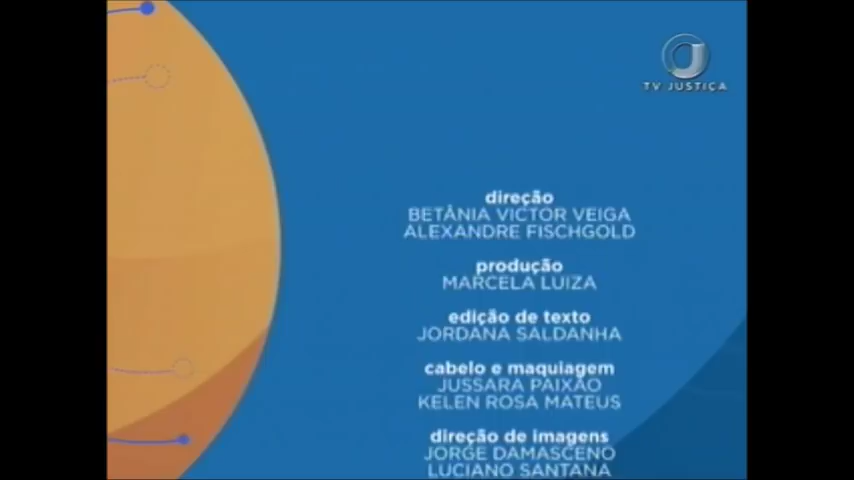 TV JUSTIÇA
direção
BETÂNIA VICTOR VEIGA
ALEXANDRE FISCHGOLD
produção
MARCELA LUIZA
edição de texto
JORDANA SALDANHA
cabelo e maquiagem
JUSSARA PAIXÃO
KELEN ROSA MATEUS
direção de imagens
JORGE DAMASCENO
LUCIANO SANTANA